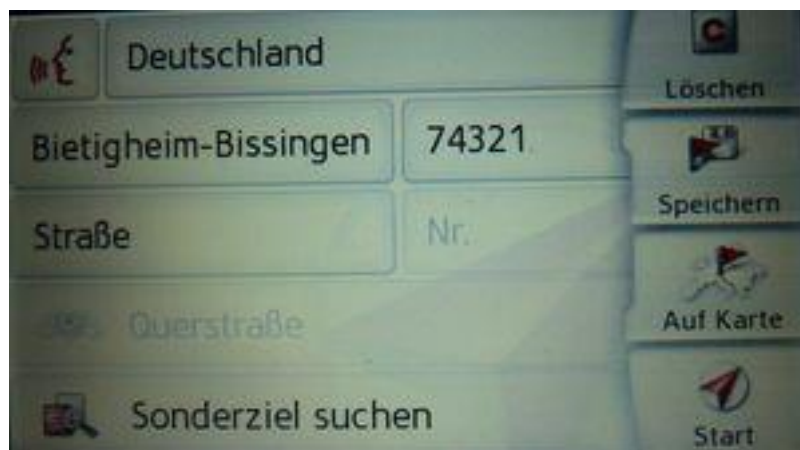 Deutschland
Löschen
Bietigheim-Bissingen 74321
Speichern
Straße Nr.
Auf Karte
Querstraße
Sonderziel suchen
Start